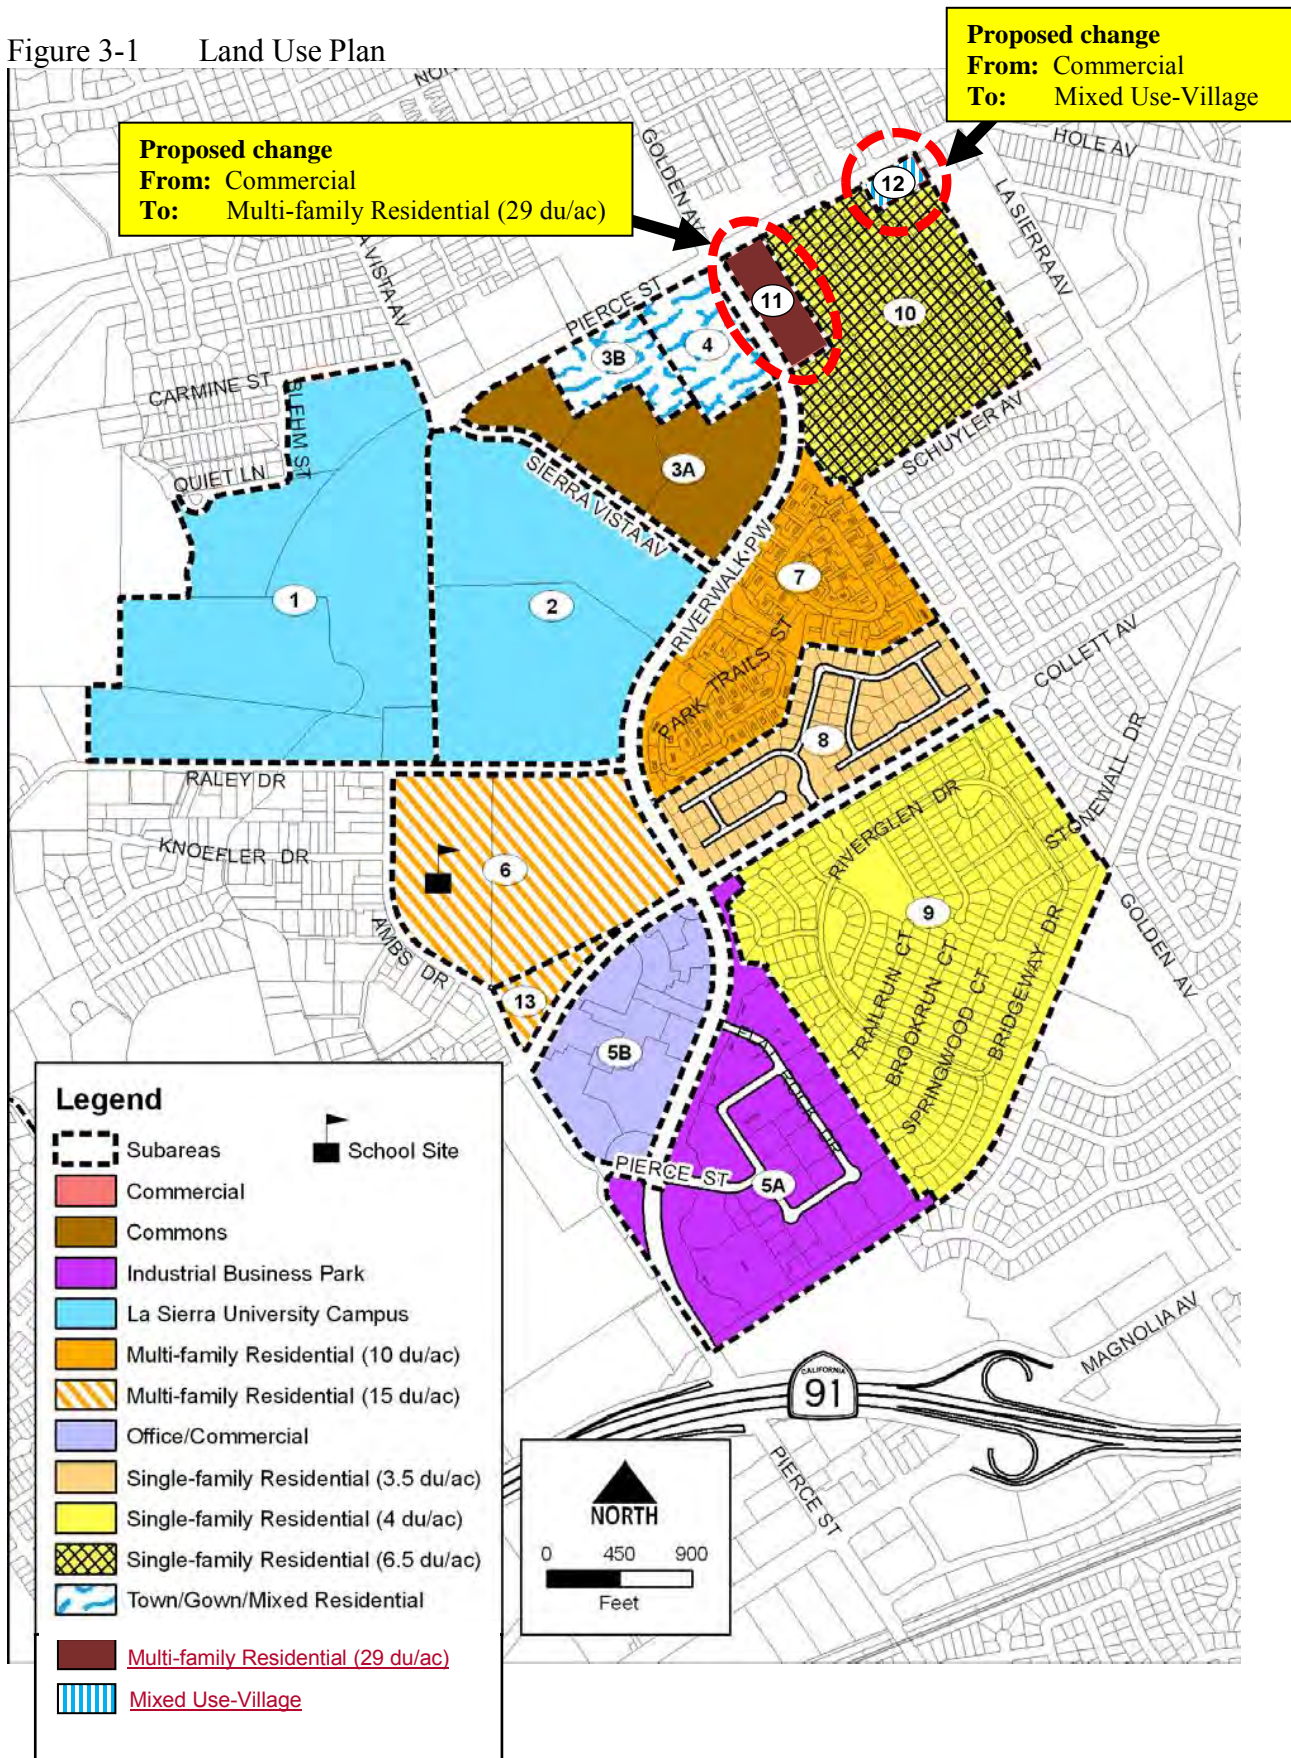 Figure 3-1 Land Use Plan
Proposed change
From: Commercial
To: Mixed Use-Village
Proposed change
From: Commercial
To: Multi-family Residential (29 du/ac)
HOLE AV
GOLDEN AV
LA SIERRA AV
12
VISTA AV
PIERCE ST
11
10
3B
4
CARMINE ST
BLEHM ST
SCHUYLER AV
QUIET LN
3A
SIERRA VISTA AV
RIVERWALK PW
7
1
2
PARK TRAILS ST
COLLETT AV
8
RALEY DR
STONEWALL DR
RIVERGLEN DR
KNOEFLER DR
6
9
GOLDEN AV
AMBS DR
TRAILRUN CT
BROOKRUN CT
SPRINGWOOD CT
BRIDGEWAY DR
13
5B
FLAT ROCK DR
PIERCE ST
5A
Legend
Subareas
School Site
Commercial
Commons
Industrial Business Park
La Sierra University Campus
Multi-family Residential (10 du/ac)
Multi-family Residential (15 du/ac)
Office/Commercial
Single-family Residential (3.5 du/ac)
Single-family Residential (4 du/ac)
Single-family Residential (6.5 du/ac)
Town/Gown/Mixed Residential
Multi-family Residential (29 du/ac)
Mixed Use-Village
MAGNOLIA AV
CALIFORNIA
91
PIERCE ST
NORTH
0 450 900
Feet